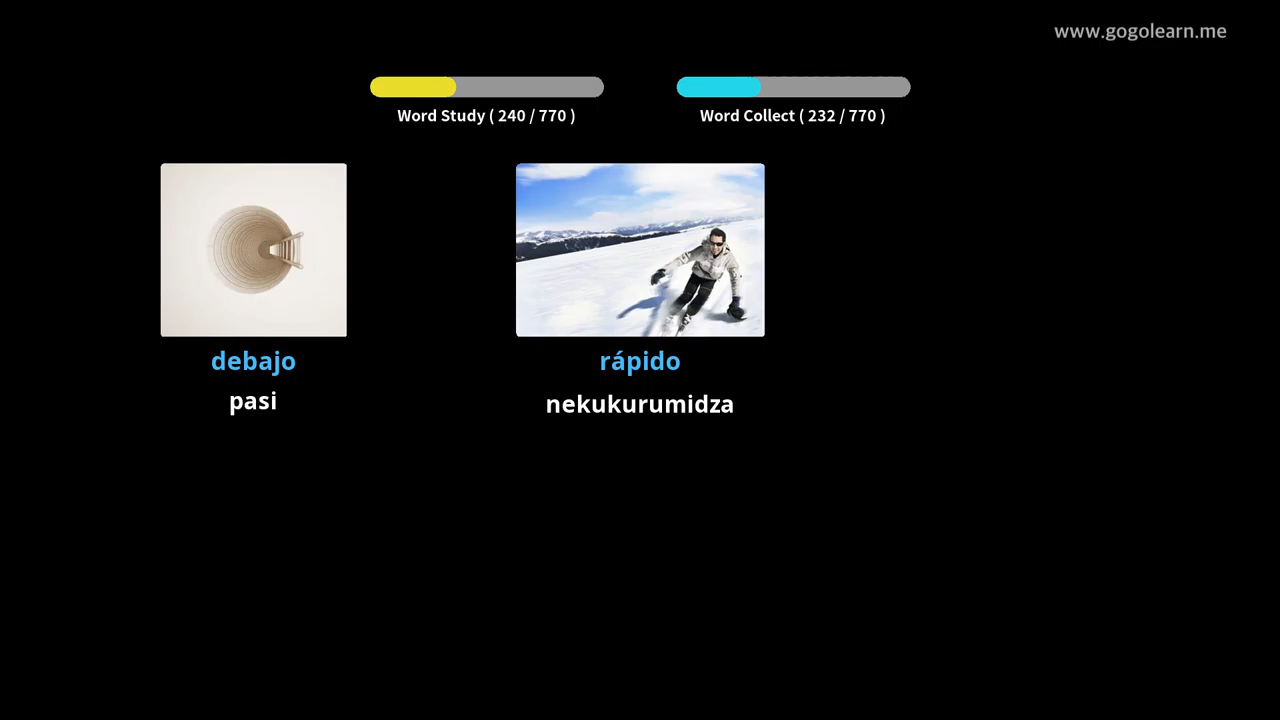 www.gogolearn.me
Word Study ( 240 / 770 )
Word Collect ( 232 / 770 )
debajo
pasi
rápido
nekukurumidza